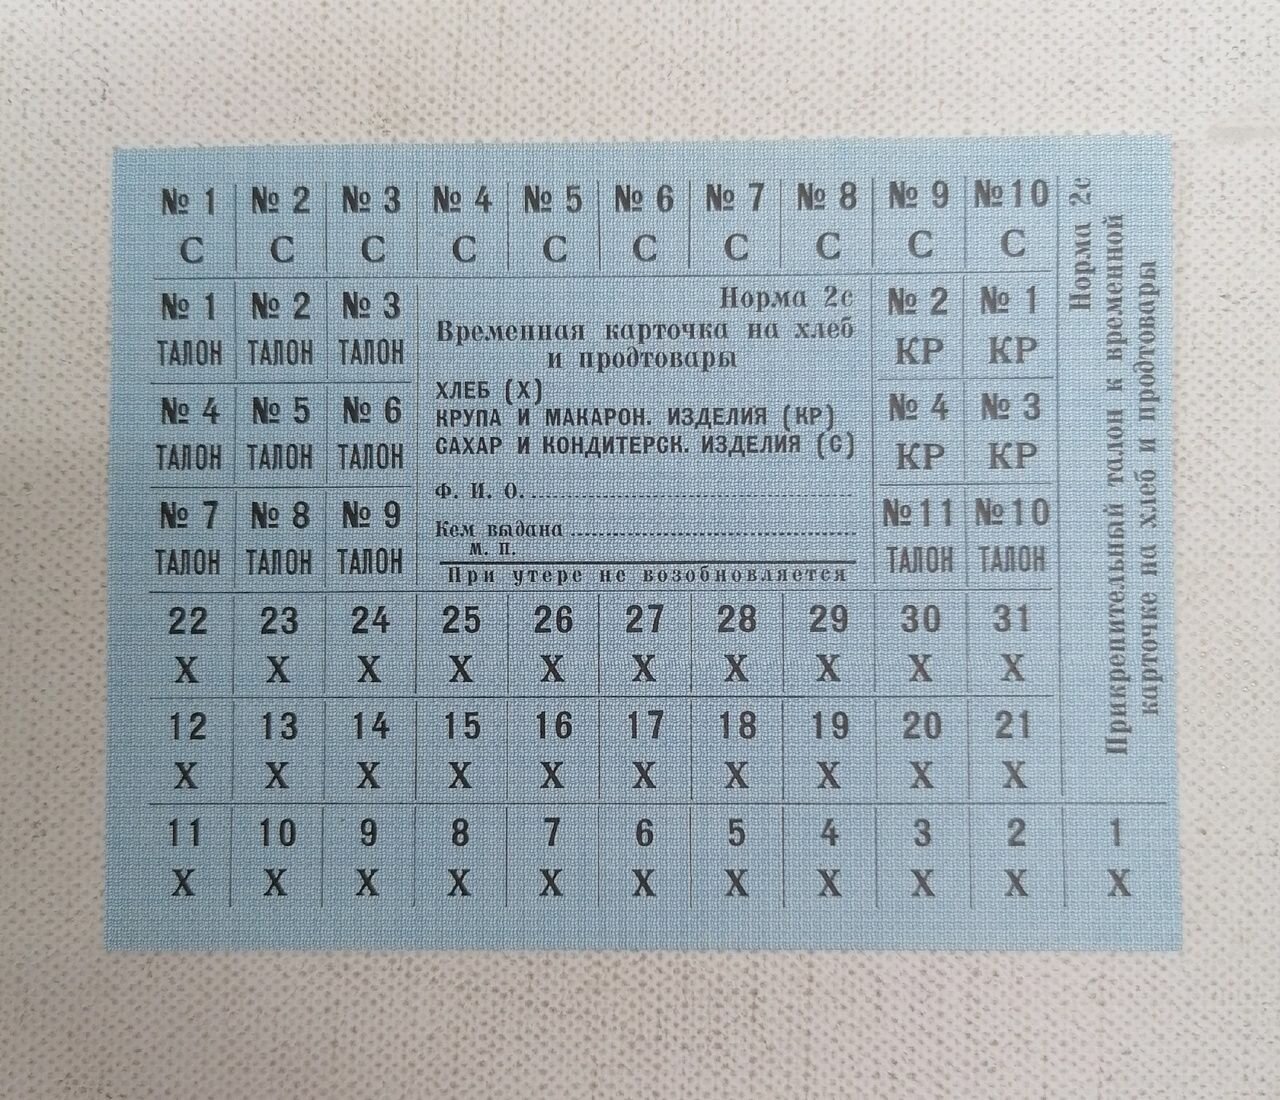 № 1 № 2 № 3 № 4 № 5 № 6 № 7 № 8 № 9 № 10
С С С С С С С С С С
№ 1 № 2 № 3
ТАЛОН ТАЛОН ТАЛОН
№ 4 № 5 № 6
ТАЛОН ТАЛОН ТАЛОН
№ 7 № 8 № 9
ТАЛОН ТАЛОН ТАЛОН
Норма 2с
Временная карточка на хлеб
и продтовары
ХЛЕБ (Х)
КРУПА И МАКАРОН. ИЗДЕЛИЯ (КР)
САХАР И КОНДИТЕРСК. ИЗДЕЛИЯ (С)
Ф. И. О.
Кем выдана
М. П.
При утере не возобновляется
№ 2 № 1
КР КР
№ 4 № 3
КР КР
№ 11 № 10
ТАЛОН ТАЛОН
Норма 2с
Прикрепительный талон к временной
карточке на хлеб и продтовары
22 23 24 25 26 27 28 29 30 31
Х Х Х Х Х Х Х Х Х Х
12 13 14 15 16 17 18 19 20 21
Х Х Х Х Х Х Х Х Х Х
11 10 9 8 7 6 5 4 3 2 1
Х Х Х Х Х Х Х Х Х Х Х